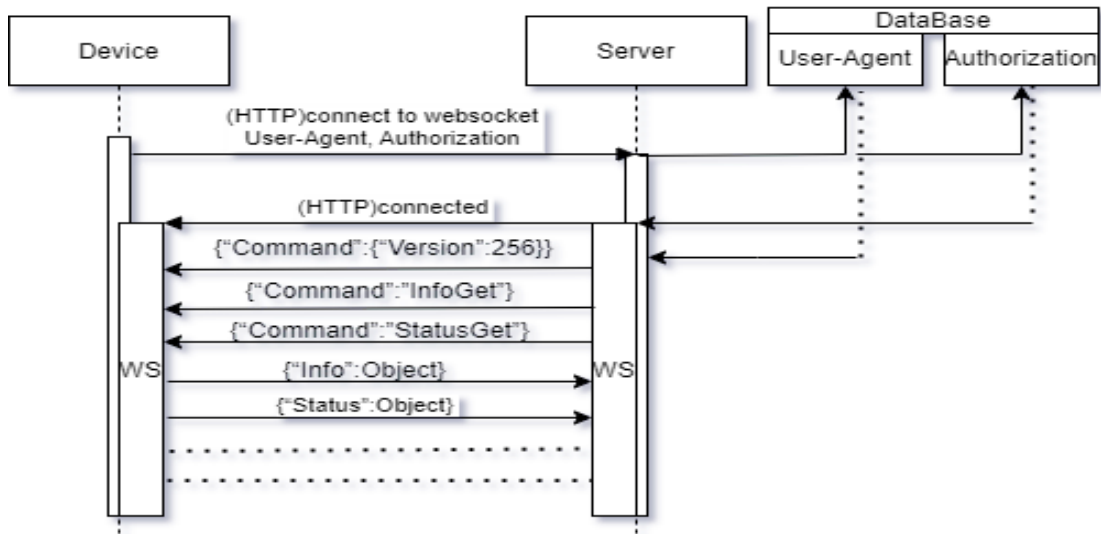 DataBase
Device
Server
User-Agent
Authorization
(HTTP)connect to websocket
User-Agent, Authorization
(HTTP)connected
{“Command”:{“Version”:256}}
{“Command”:”InfoGet”}
{“Command”:”StatusGet”}
WS
{“Info”:Object}
WS
{“Status”:Object}